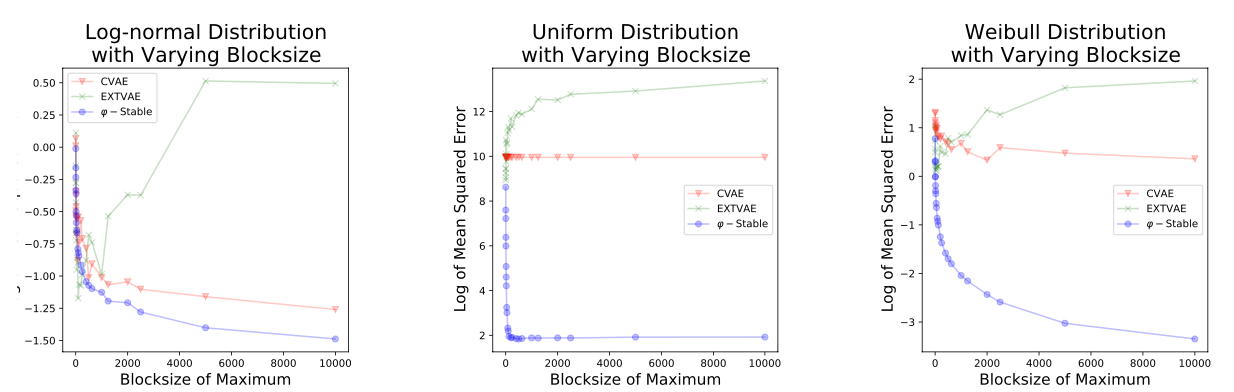 Log-normal Distribution
with Varying Blocksize
CVAE
EXTVAE
φ − Stable
0.50
0.25
0.00
−0.25
−0.50
−0.75
−1.00
−1.25
−1.50
0
2000
4000
6000
8000
10000
Blocksize of Maximum
Uniform Distribution
with Varying Blocksize
Log of Mean Squared Error
12
10
8
6
4
2
CVAE
EXTVAE
φ − Stable
0
2000
4000
6000
8000
10000
Blocksize of Maximum
Weibull Distribution
with Varying Blocksize
Log of Mean Squared Error
2
1
0
−1
−2
−3
CVAE
EXTVAE
φ − Stable
0
2000
4000
6000
8000
10000
Blocksize of Maximum